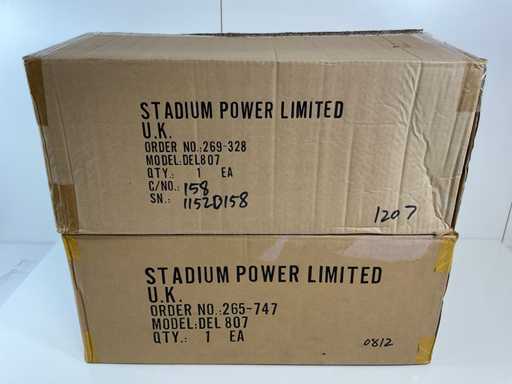 STADIUM POWER LIMITED
U.K.
ORDER NO.:269-328
MODEL:DEL807
QTY.: 1 EA
C/NO.: 158
SN.: 1152D158
1207
STADIUM POWER LIMITED
U.K.
ORDER NO.:265-747
MODEL:DEL 807
QTY.: 1 EA
0812